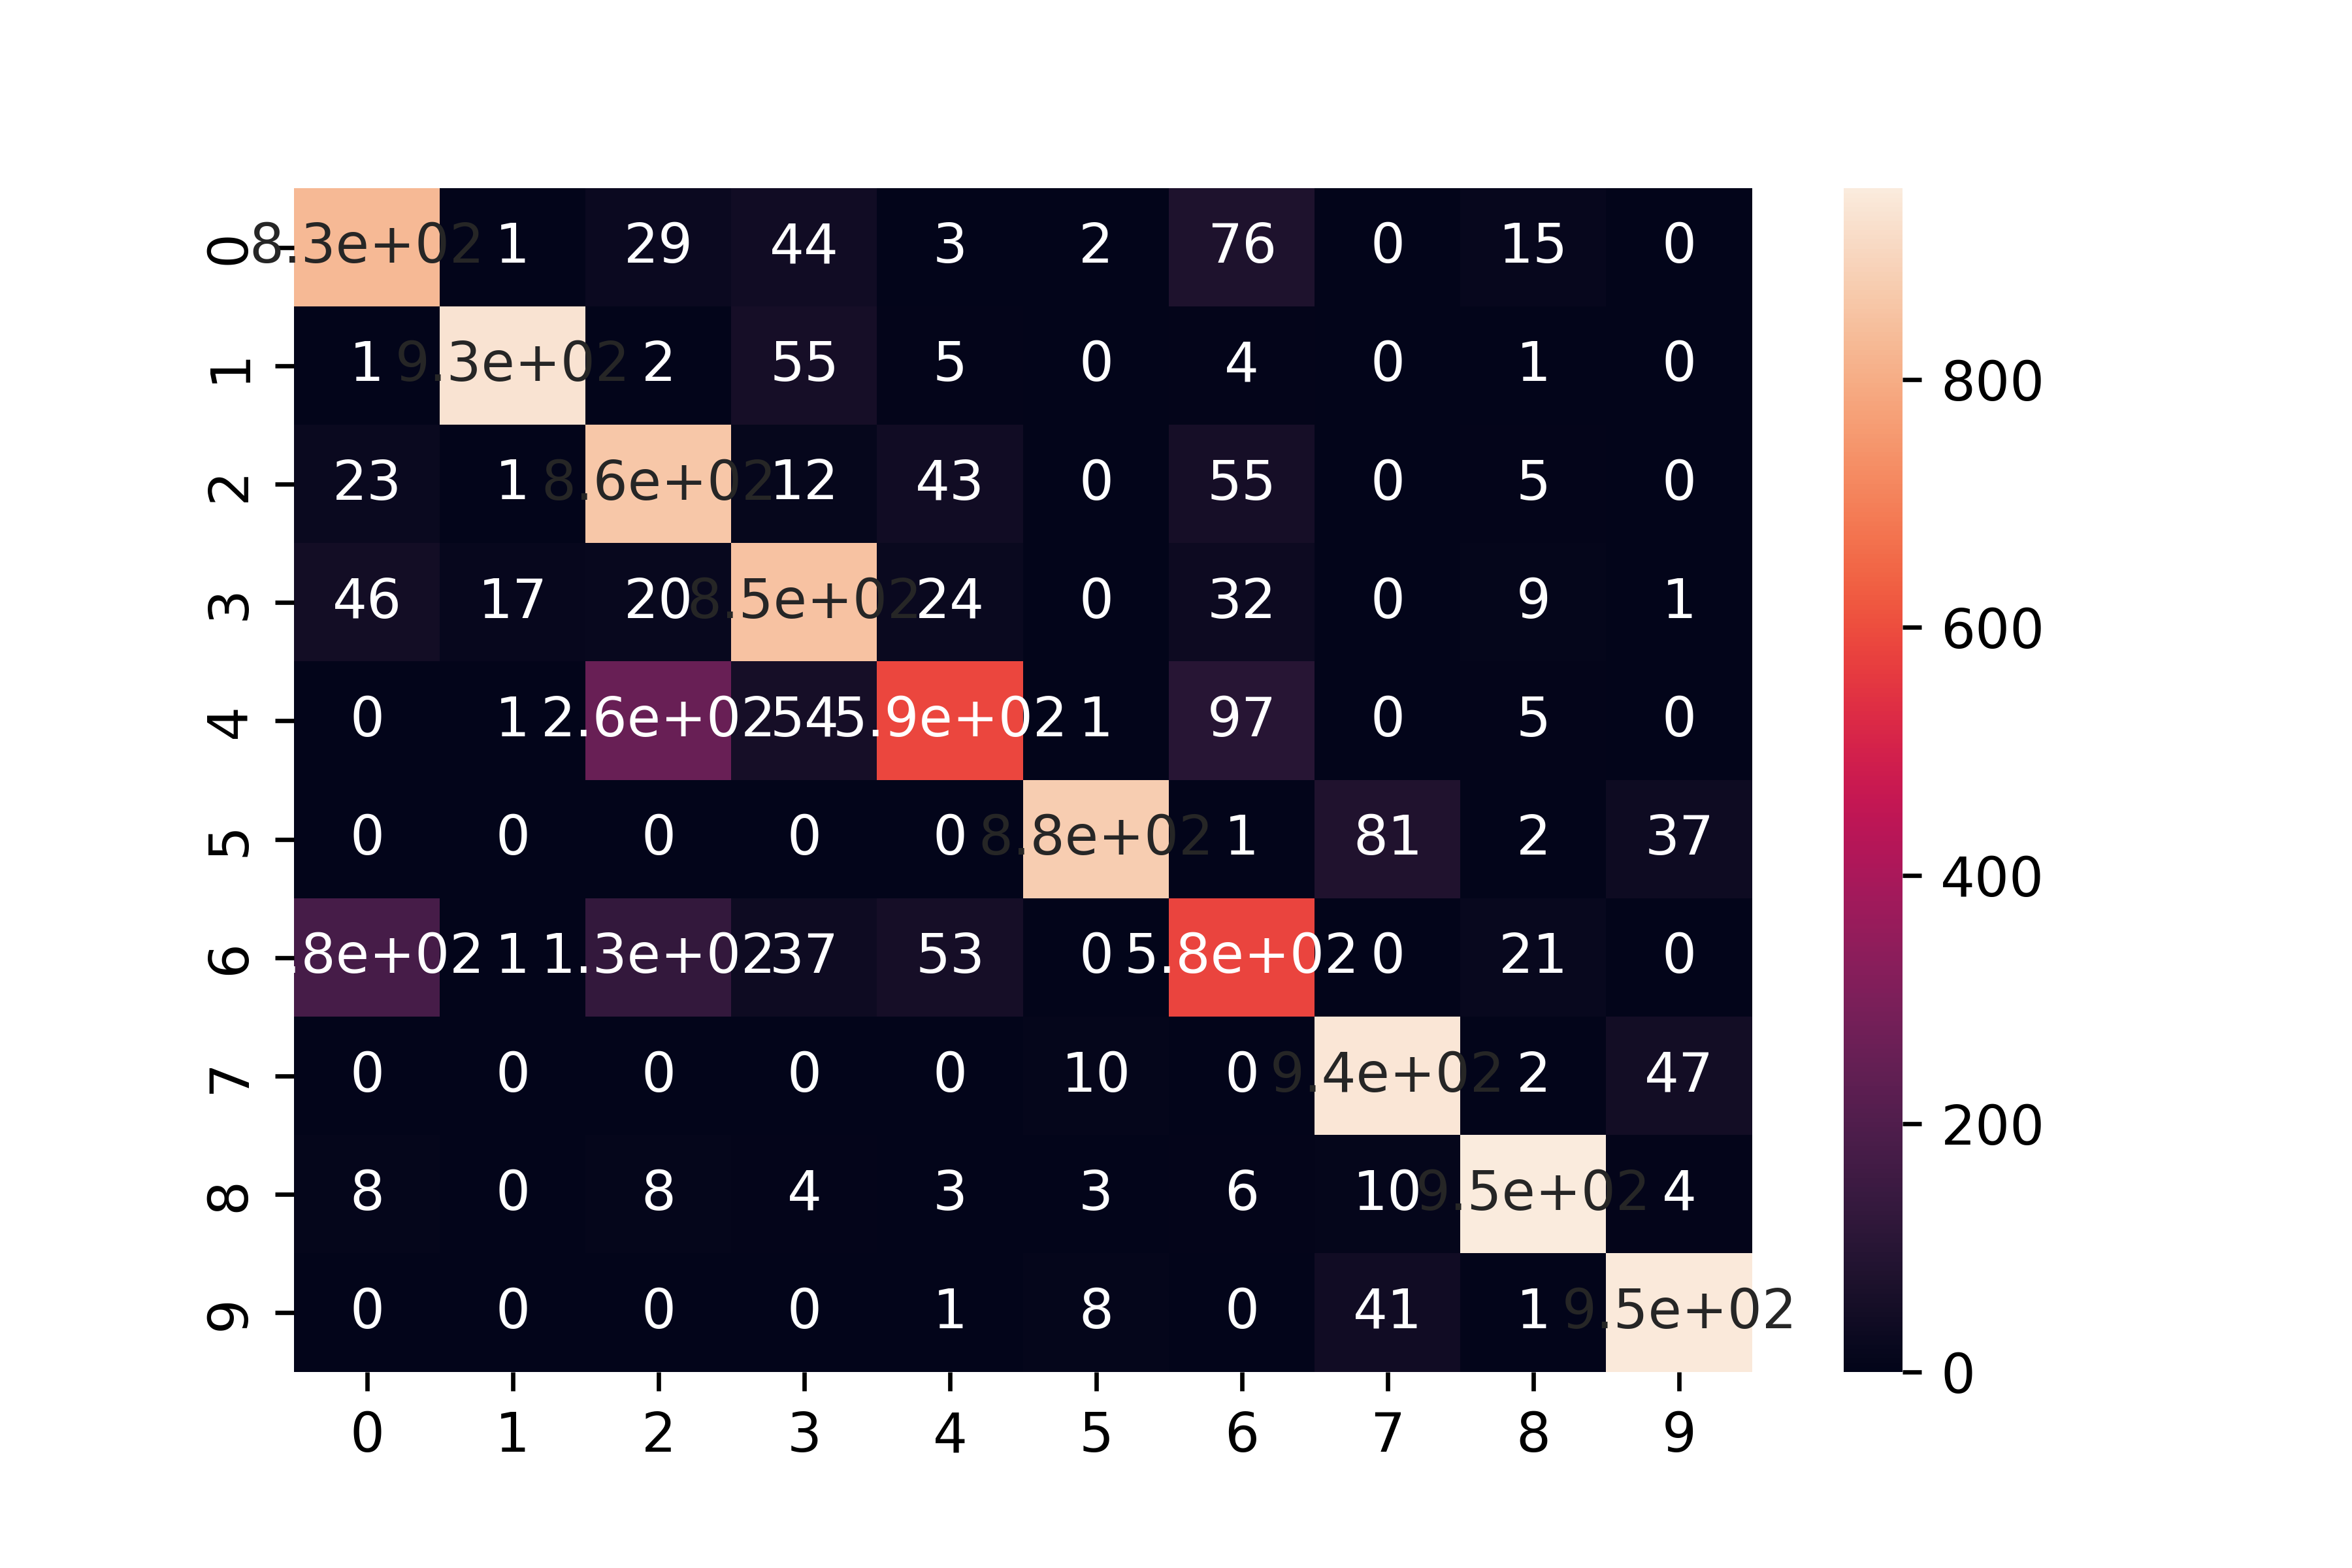 0 8.3e+02 1 29 44 3 2 76 0 15 0
1 1 9.3e+02 2 55 5 0 4 0 1 0
2 23 1 8.6e+02 12 43 0 55 0 5 0
3 46 17 20 8.5e+02 24 0 32 0 9 1
4 0 1 2.6e+02 54 5.9e+02 1 97 0 5 0
5 0 0 0 0 0 8.8e+02 1 81 2 37
6 .8e+02 1 1.3e+02 37 53 0 5.8e+02 0 21 0
7 0 0 0 0 0 10 0 9.4e+02 2 47
8 8 0 8 4 3 3 6 10 9.5e+02 4
9 0 0 0 0 1 8 0 41 1 9.5e+02
0 1 2 3 4 5 6 7 8 9
800
600
400
200
0